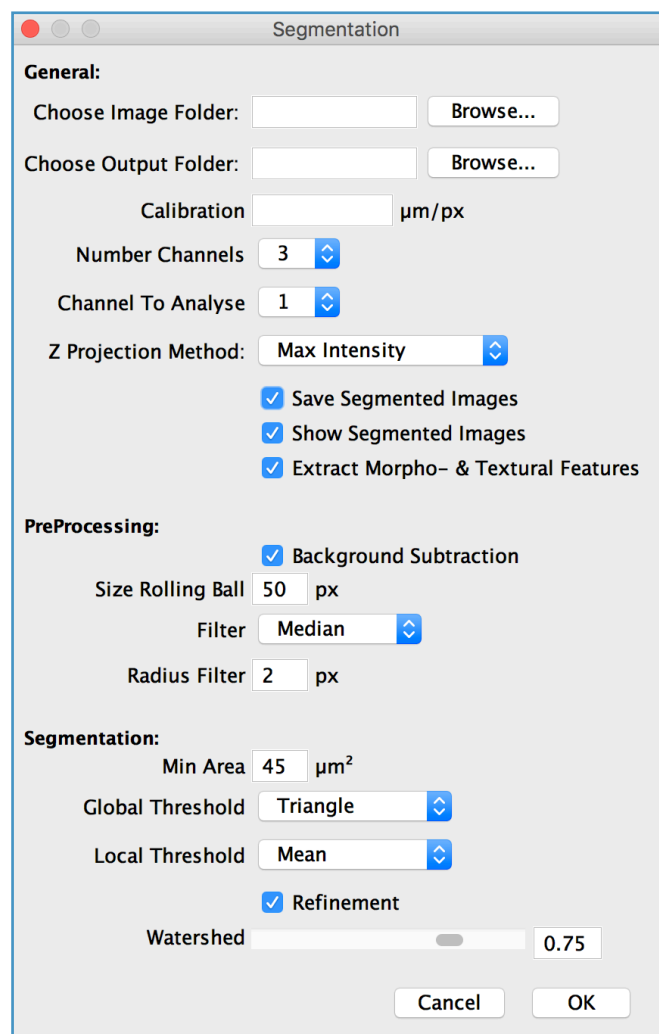 Segmentation
General:
Choose Image Folder: Browse...
Choose Output Folder: Browse...
Calibration µm/px
Number Channels 3
Channel To Analyse 1
Z Projection Method: Max Intensity
Save Segmented Images
Show Segmented Images
Extract Morpho- & Textural Features
PreProcessing:
Background Subtraction
Size Rolling Ball 50 px
Filter Median
Radius Filter 2 px
Segmentation:
Min Area 45 µm²
Global Threshold Triangle
Local Threshold Mean
Refinement
Watershed 0.75
Cancel OK